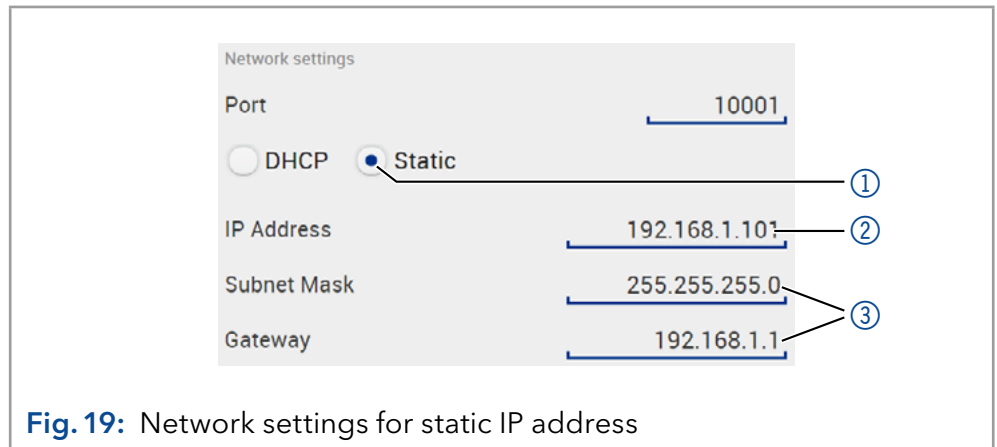 Network settings
Port 10001
DHCP Static
①
IP Address 192.168.1.101 ②
Subnet Mask 255.255.255.0
③
Gateway 192.168.1.1
Fig. 19: Network settings for static IP address